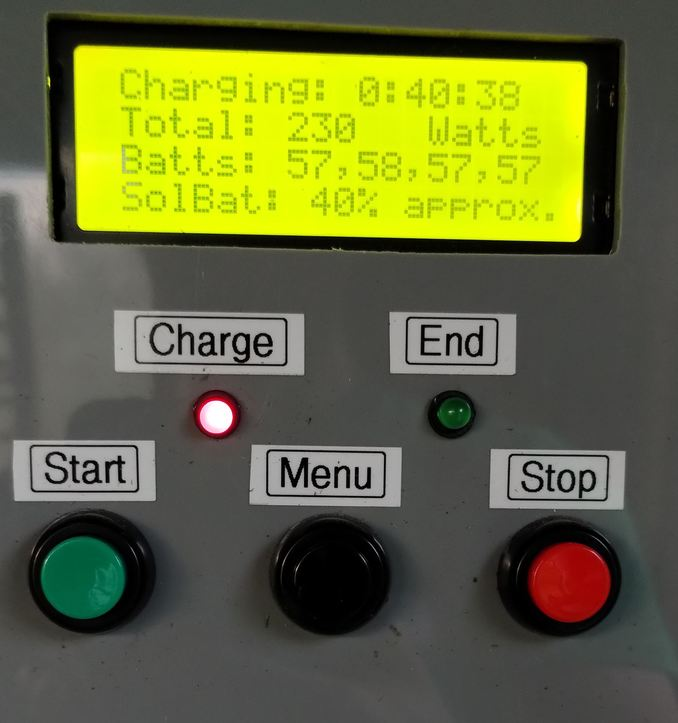 Charging: 0:40:38
Total: 230 Watts
Batts: 57,58,57,57
SolBat: 40% approx.
Charge End
Start Menu Stop